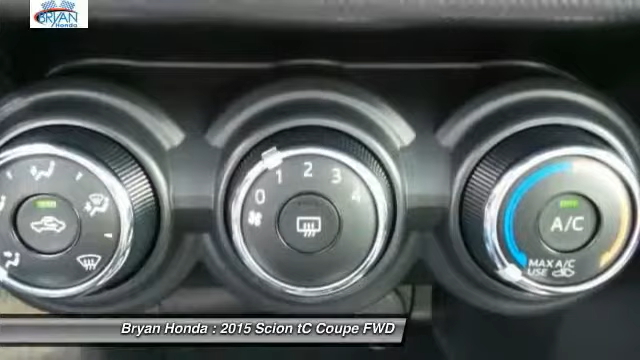 BRYAN
Honda
0 1 2 3 4
A/C
MAX A/C
USE
Bryan Honda : 2015 Scion tC Coupe FWD